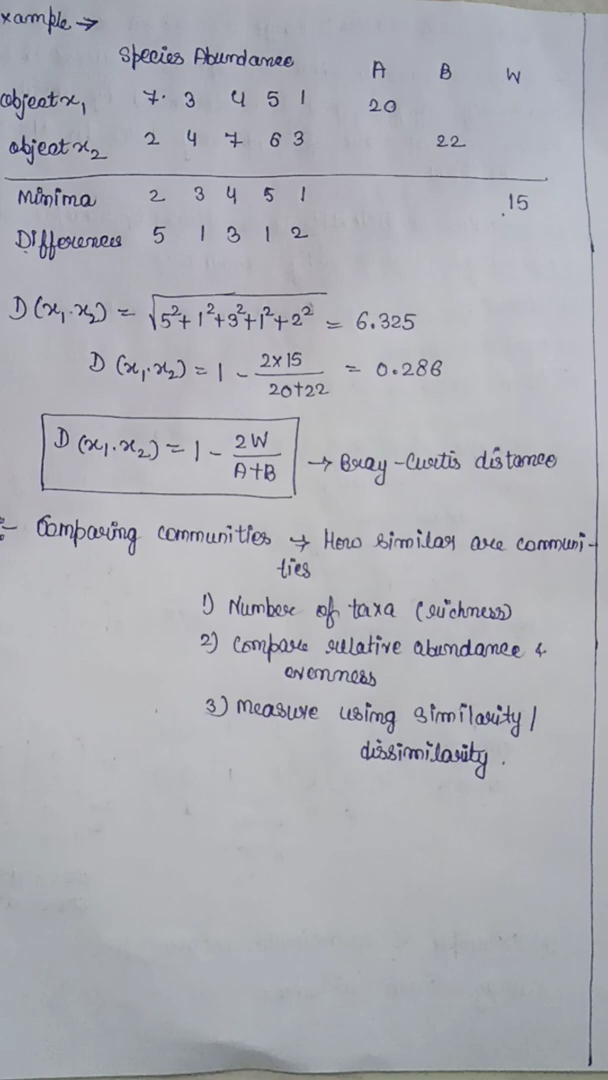 xample →
Species Abundance A B W
object x₁ 7. 3 4 5 1 20
object x₂ 2 4 7 6 3 22
Minima 2 3 4 5 1 .15
Differences 5 1 3 1 2
D (x₁.x₂) = √5²+1²+3²+1²+2² = 6.325
D (x₁.x₂) = 1 - 2×15 / 20+22 = 0.286
D (x₁.x₂) = 1 - 2W / A+B → Bray-Curtis distance
:- Comparing communities → How similar are communi-
ties
1) Number of taxa (richness)
2) Compare relative abundance &
evenness
3) Measure using similarity /
dissimilarity.